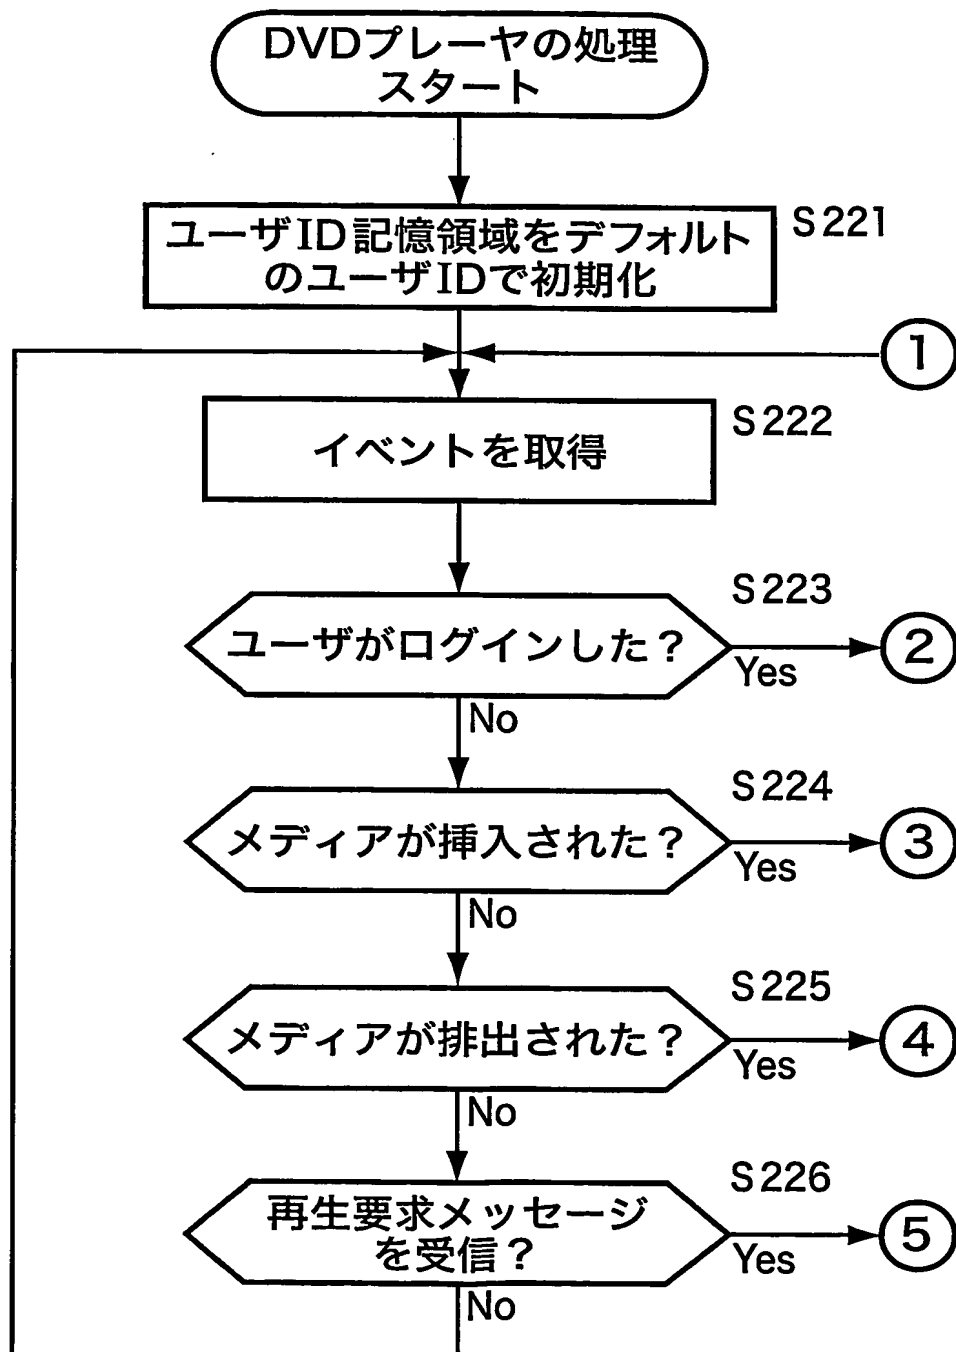 DVDプレーヤの処理
スタート
S221
ユーザID記憶領域をデフォルト
のユーザIDで初期化
1
S222
イベントを取得
S223
ユーザがログインした？
Yes
2
No
S224
メディアが挿入された？
Yes
3
No
S225
メディアが排出された？
Yes
4
No
S226
再生要求メッセージ
を受信？
Yes
5
No